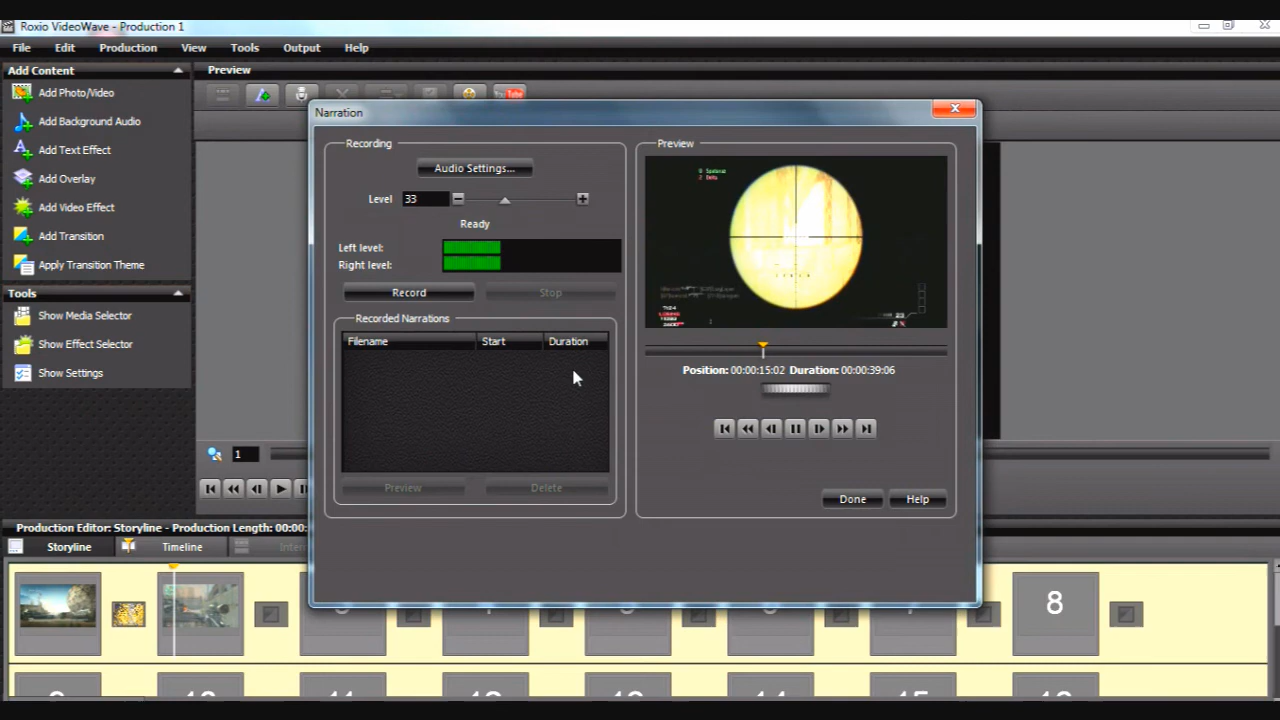 Roxio VideoWave - Production 1
File Edit Production View Tools Output Help
Add Content
Preview
Add Photo/Video
Add Background Audio
Add Text Effect
Add Overlay
Add Video Effect
Add Transition
Apply Transition Theme
Tools
Show Media Selector
Show Effect Selector
Show Settings
You Tube
Narration
Recording
Audio Settings...
Level 33
Ready
Left level:
Right level:
Record Stop
Recorded Narrations
Filename Start Duration
Preview Delete
Preview
Position: 00:00:15:02 Duration: 00:00:39:06
Done Help
1
Production Editor: Storyline - Production Length: 00:00:
Storyline Timeline
8